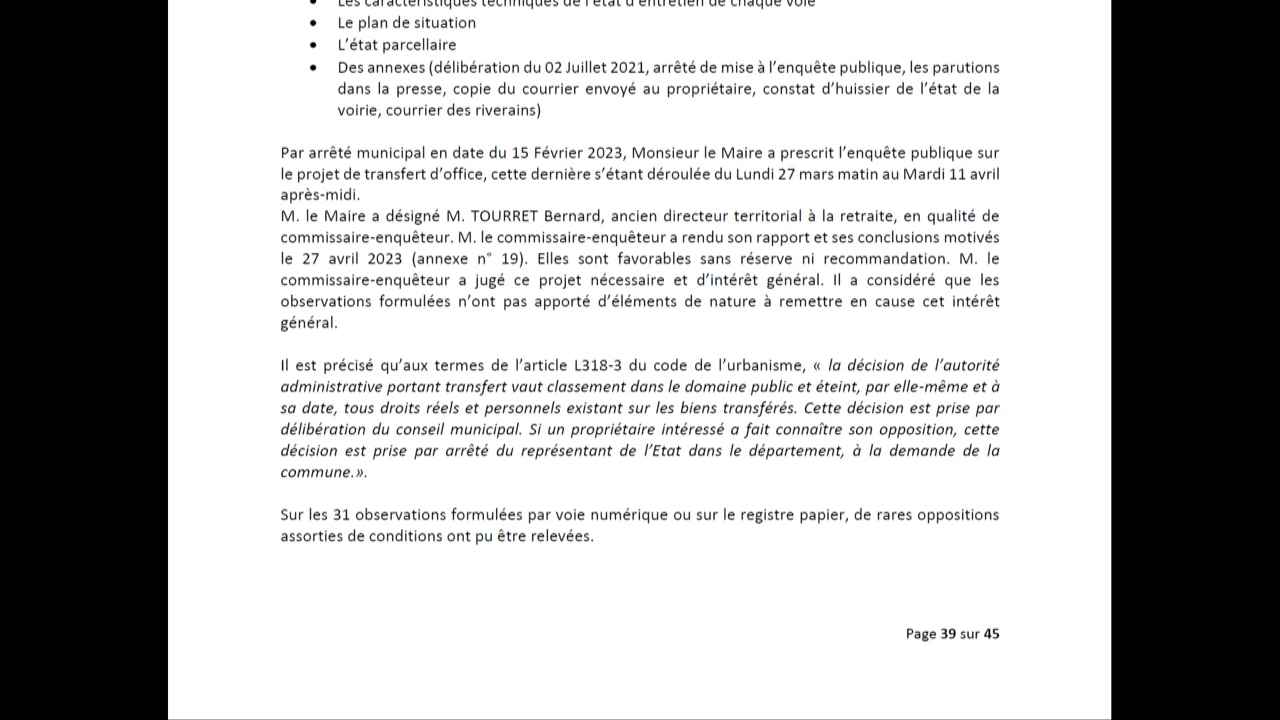 Les caractéristiques techniques de l'état d'entretien de chaque voie
• Le plan de situation
• L'état parcellaire
• Des annexes (délibération du 02 Juillet 2021, arrêté de mise à l'enquête publique, les parutions
dans la presse, copie du courrier envoyé au propriétaire, constat d'huissier de l'état de la
voirie, courrier des riverains)
Par arrêté municipal en date du 15 Février 2023, Monsieur le Maire a prescrit l'enquête publique sur
le projet de transfert d'office, cette dernière s'étant déroulée du Lundi 27 mars matin au Mardi 11 avril
après-midi.
M. le Maire a désigné M. TOURRET Bernard, ancien directeur territorial à la retraite, en qualité de
commissaire-enquêteur. M. le commissaire-enquêteur a rendu son rapport et ses conclusions motivés
le 27 avril 2023 (annexe n° 19). Elles sont favorables sans réserve ni recommandation. M. le
commissaire-enquêteur a jugé ce projet nécessaire et d'intérêt général. Il a considéré que les
observations formulées n'ont pas apporté d'éléments de nature à remettre en cause cet intérêt
général.
Il est précisé qu'aux termes de l'article L318-3 du code de l'urbanisme, « la décision de l'autorité
administrative portant transfert vaut classement dans le domaine public et éteint, par elle-même et à
sa date, tous droits réels et personnels existant sur les biens transférés. Cette décision est prise par
délibération du conseil municipal. Si un propriétaire intéressé a fait connaître son opposition, cette
décision est prise par arrêté du représentant de l'Etat dans le département, à la demande de la
commune.».
Sur les 31 observations formulées par voie numérique ou sur le registre papier, de rares oppositions
assorties de conditions ont pu être relevées.
Page 39 sur 45